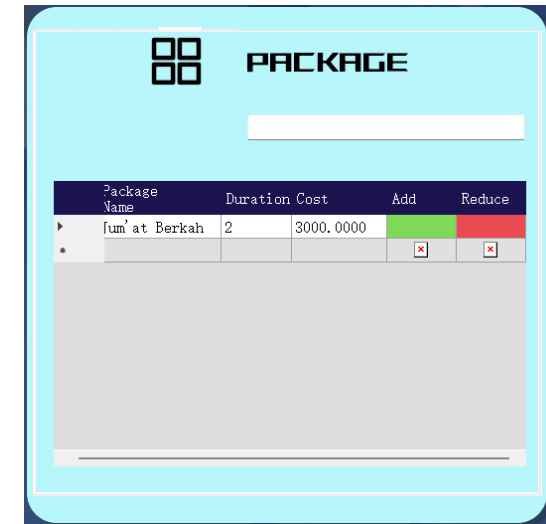 PACKAGE
Package
Name
Duration
Cost
Add
Reduce
Jum'at Berkah
2
3000.0000